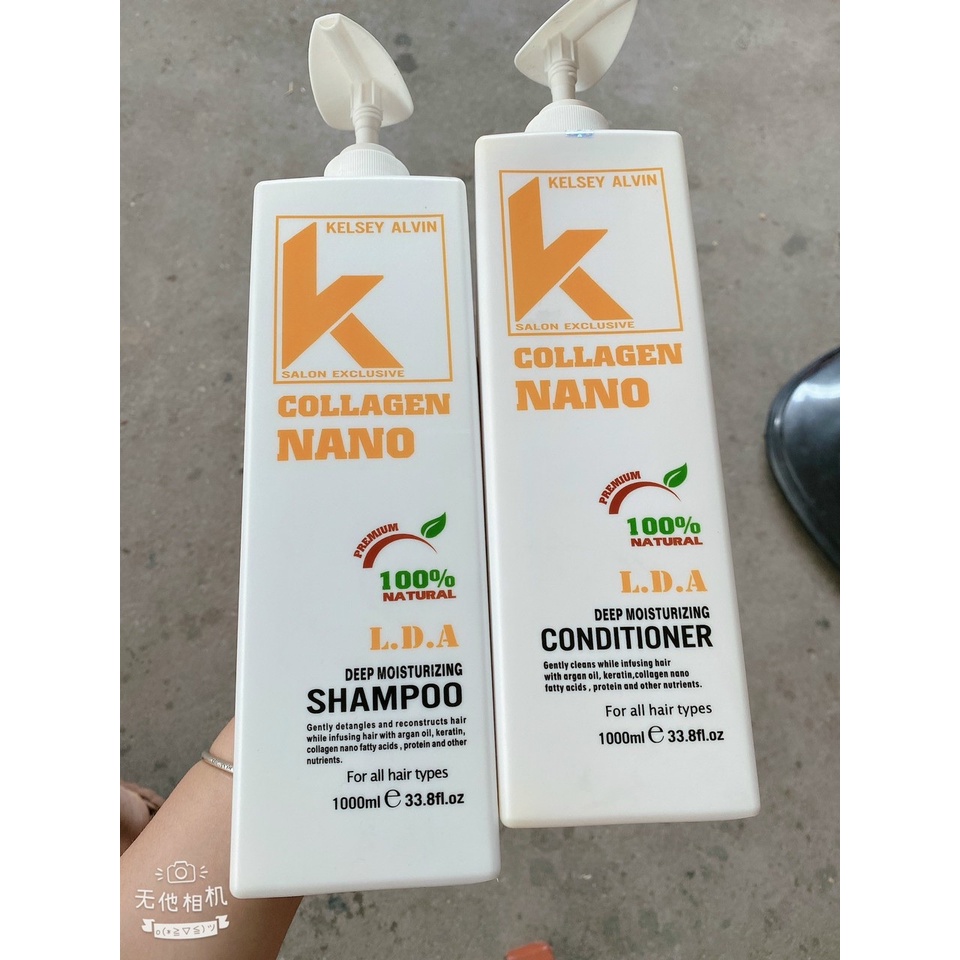 KELSEY ALVIN
K
SALON EXCLUSIVE
COLLAGEN
NANO
PREMIUM
100%
NATURAL
L.D.A
DEEP MOISTURIZING
SHAMPOO
Gently detangles and reconstructs hair
while infusing hair with argan oil, keratin,
collagen nano fatty acids , protein and other
nutrients.
For all hair types
1000ml e 33.8fl.oz
KELSEY ALVIN
K
SALON EXCLUSIVE
COLLAGEN
NANO
PREMIUM
100%
NATURAL
L.D.A
DEEP MOISTURIZING
CONDITIONER
Gently cleans while infusing hair
with argan oil, keratin,collagen nano
fatty acids , protein and other nutrients.
For all hair types
1000ml e 33.8fl.oz
无他相机
o(*≧▽≦)ツ